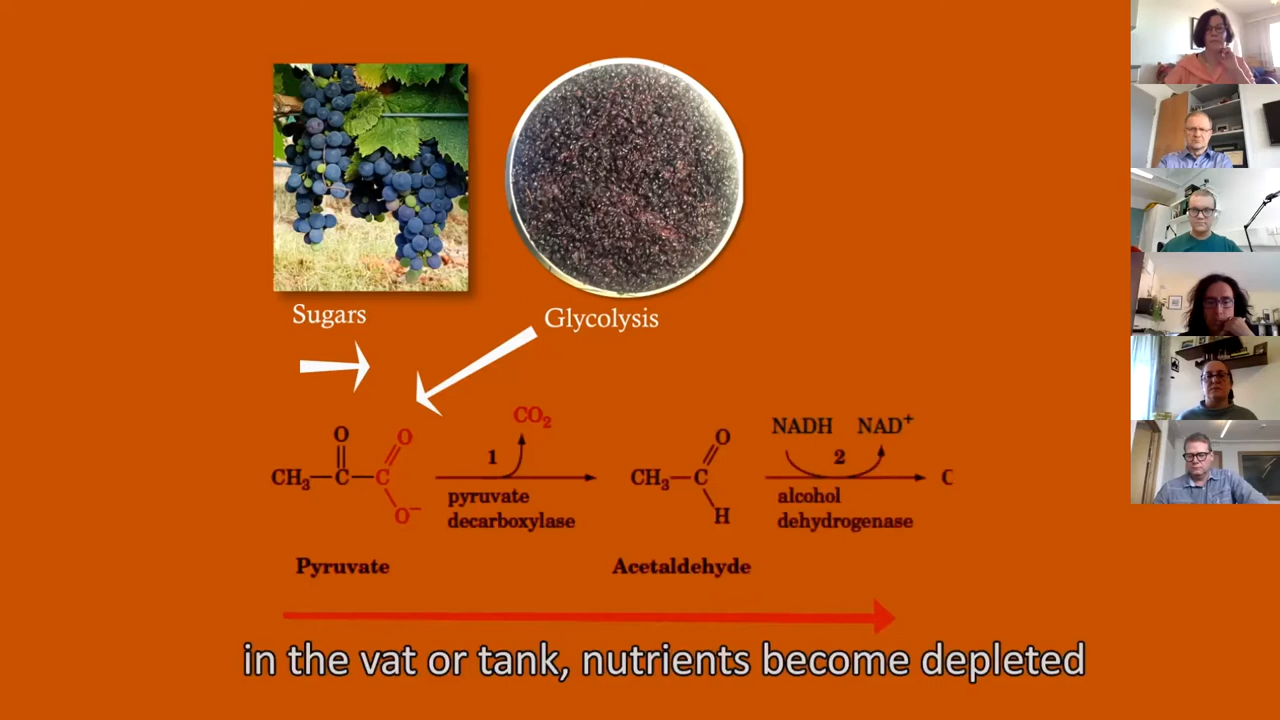 Sugars
Glycolysis
CO₂
O
O
CH₃—C—C
O⁻
1
pyruvate
decarboxylase
Pyruvate
O
CH₃—C
H
Acetaldehyde
NADH NAD⁺
2
alcohol
dehydrogenase
C
in the vat or tank, nutrients become depleted